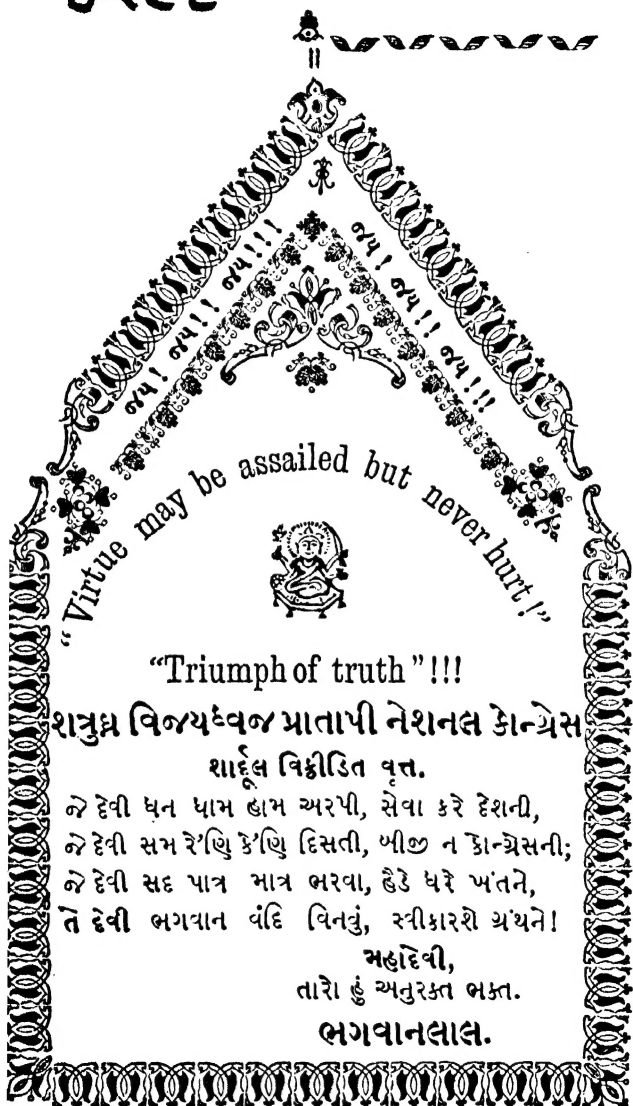 જય! જય!! જય!!!
જય! જય!! જય!!!
"Virtue may be assailed but never hurt!"
"Triumph of truth"!!!
શત્રુઘ્ન વિજયધ્વજ પ્રાતાપી નેશનલ કોન્ગ્રેસ
શાર્દૂલ વિક્રીડિત વૃત્ત.
જે દેવી ધન ધામ હામ અરપી, સેવા કરે દેશની,
જે દેવી સમ રે'ણિ કે'ણિ દિસતી, બીજી ન કોન્ગ્રેસની;
જે દેવી સદ પાત્ર માત્ર ભરવા, હૈડે ધરે ખંતને,
તે દેવી ભગવાન વંદિ વિનવું, સ્વીકારશે ગ્રંથને!
મહાદેવી,
તારો હું અનુરક્ત ભક્ત.
ભગવાનલાલ.